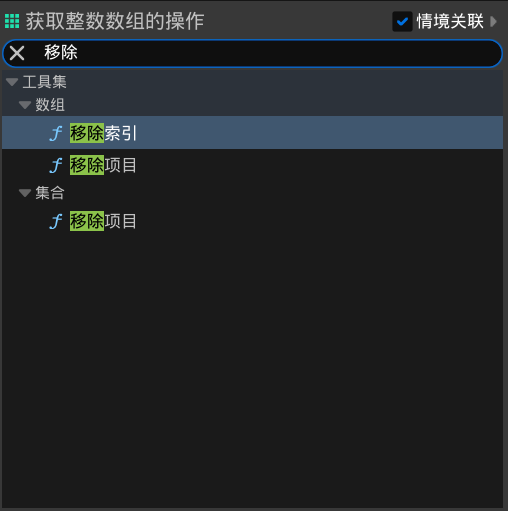 获取整数数组的操作
情境关联
移除
工具集
数组
移除索引
移除项目
集合
移除项目